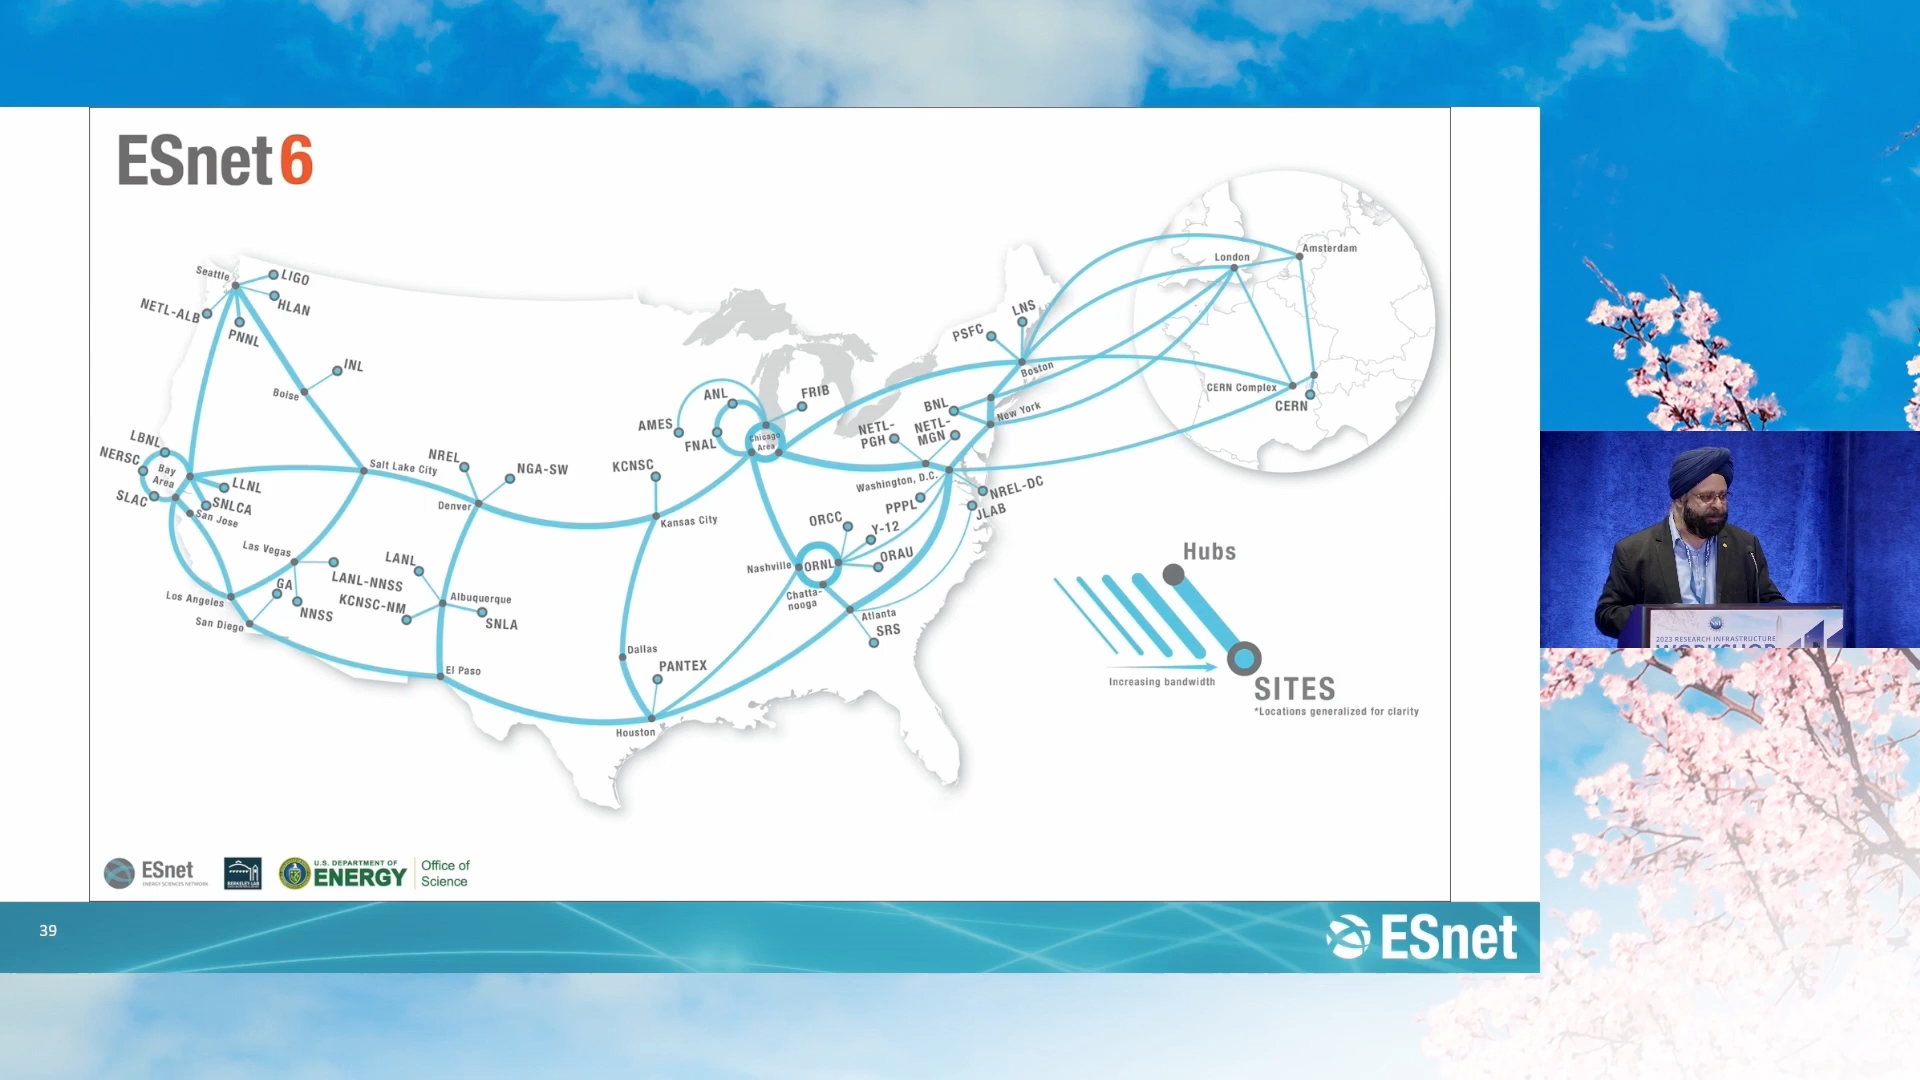 ESnet6
Seattle
LIGO
HLAN
NETL-ALB
PNNL
INL
Boise
LBNL
NERSC
Bay
Area
SLAC
LLNL
SNLCA
San Jose
Salt Lake City
NREL
NGA-SW
Denver
Las Vegas
LANL-NNSS
GA
NNSS
Los Angeles
San Diego
LANL
KCNSC-NM
Albuquerque
SNLA
El Paso
KCNSC
Kansas City
Dallas
PANTEX
Houston
AMES
ANL
FNAL
Chicago
Area
FRIB
Nashville
ORNL
Chatta-
nooga
ORCC
Y-12
ORAU
Atlanta
SRS
PSFC
LNS
Boston
BNL
NETL-
PGH
NETL-
MGN
New York
Washington, D.C.
PPPL
NREL-DC
JLAB
London
Amsterdam
CERN Complex
CERN
Hubs
Increasing bandwidth
SITES
*Locations generalized for clarity
ESnet
ENERGY SCIENCES NETWORK
BERKELEY LAB
U.S. DEPARTMENT OF
ENERGY
Office of
Science
39
ESnet
2023 RESEARCH INFRASTRUCTURE
WORKSHOP